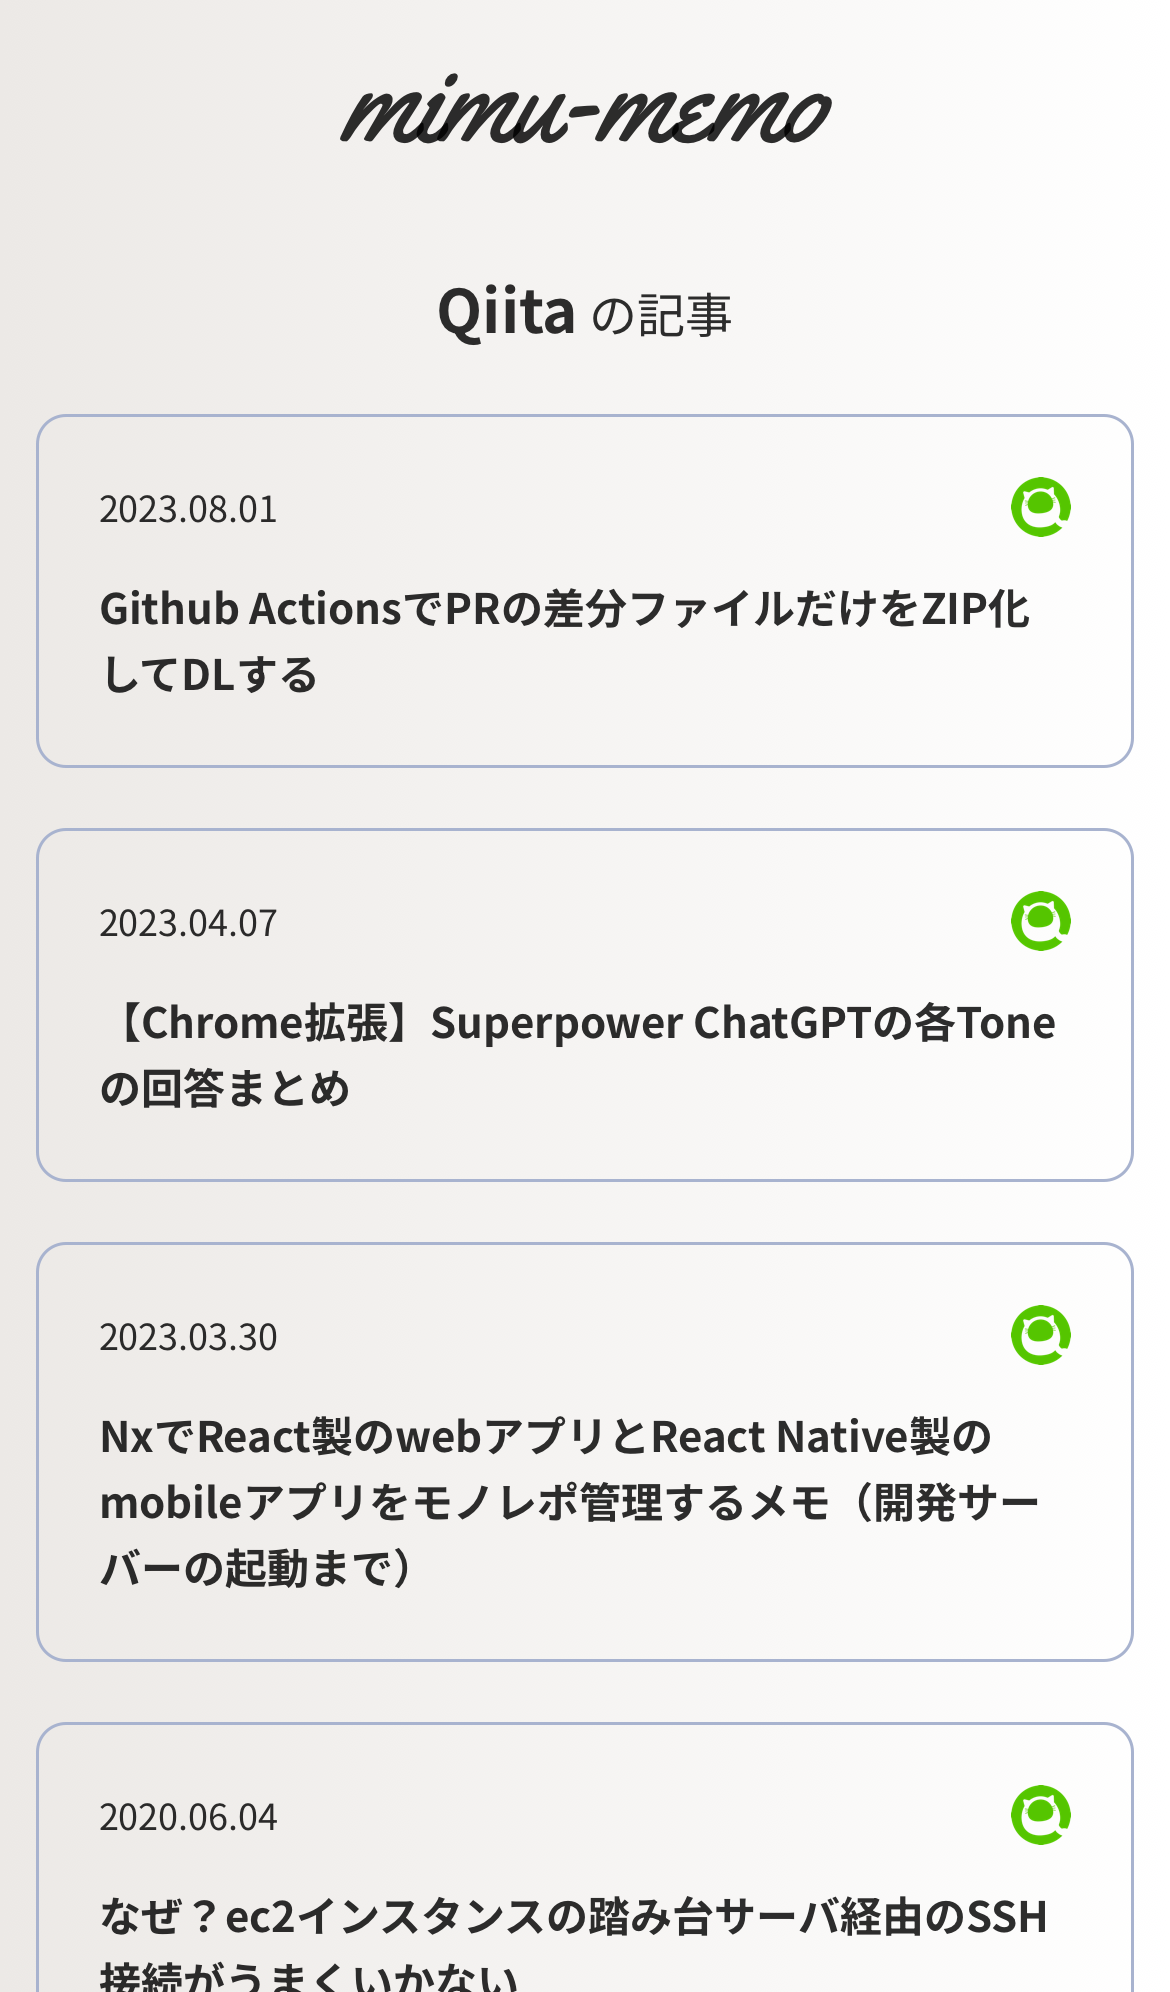 mimu-memo
Qiita の記事
2023.08.01
Github ActionsでPRの差分ファイルだけをZIP化
してDLする
2023.04.07
【Chrome拡張】Superpower ChatGPTの各Tone
の回答まとめ
2023.03.30
NxでReact製のwebアプリとReact Native製の
mobileアプリをモノレポ管理するメモ（開発サー
バーの起動まで）
2020.06.04
なぜ？ec2インスタンスの踏み台サーバ経由のSSH
接続がうまくいかない